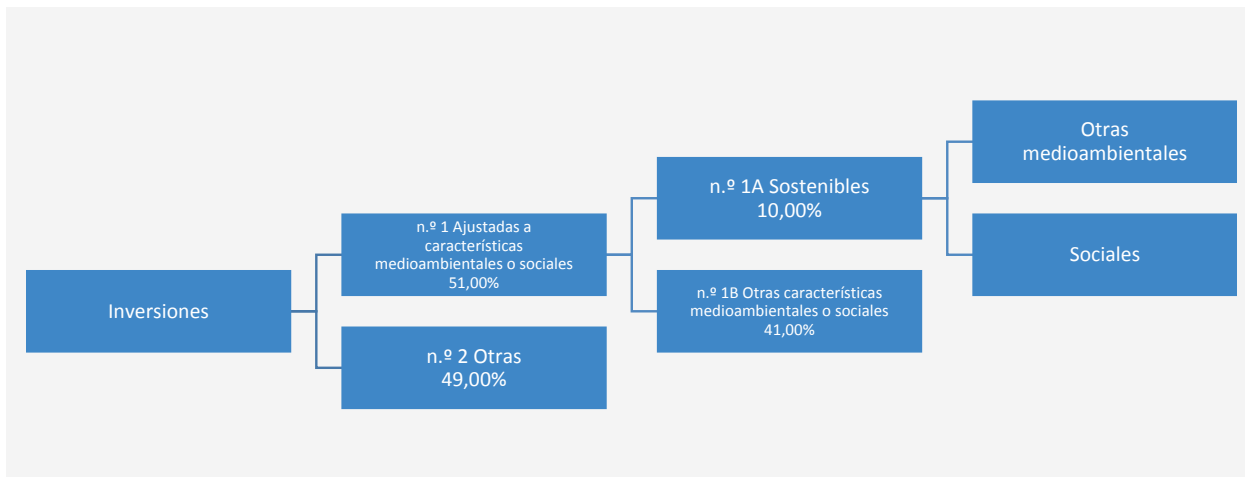 Inversiones
n.º 1 Ajustadas a
características
medioambientales o sociales
51,00%
n.º 2 Otras
49,00%
n.º 1A Sostenibles
10,00%
n.º 1B Otras características
medioambientales o sociales
41,00%
Otras
medioambientales
Sociales